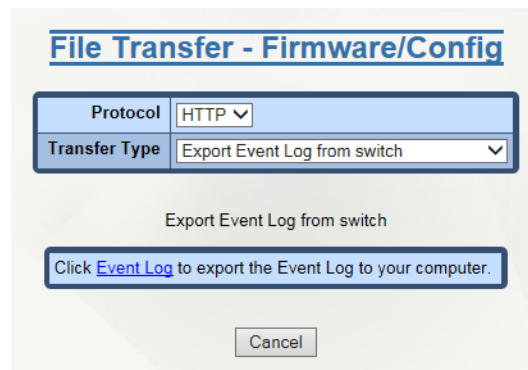 File Transfer - Firmware/Config
Protocol HTTP
Transfer Type Export Event Log from switch
Export Event Log from switch
Click Event Log to export the Event Log to your computer.
Cancel